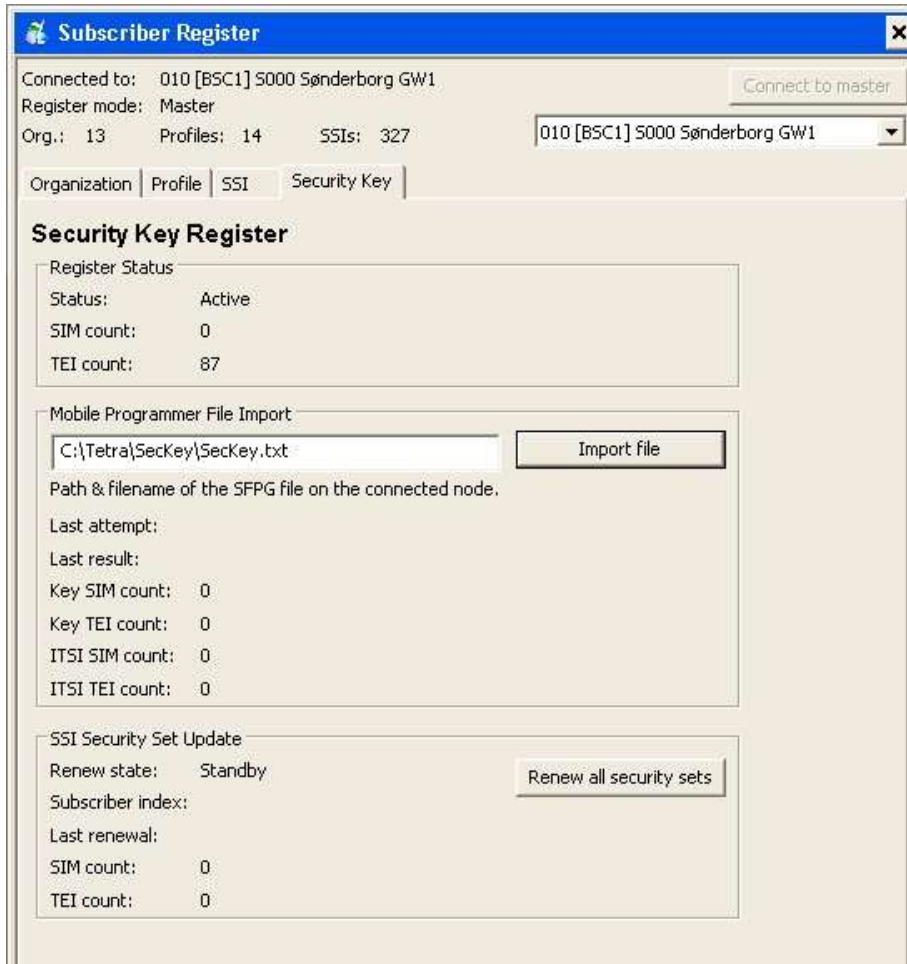 Subscriber Register
Connected to: 010 [BSC1] S000 Sønderborg GW1
Connect to master
Register mode: Master
Org.: 13 Profiles: 14 SSIs: 327
010 [BSC1] S000 Sønderborg GW1
Organization Profile SSI Security Key
Security Key Register
Register Status
Status: Active
SIM count: 0
TEI count: 87
Mobile Programmer File Import
C:\Tetra\SecKey\SecKey.txt
Import file
Path & filename of the SFPG file on the connected node.
Last attempt:
Last result:
Key SIM count: 0
Key TEI count: 0
ITSI SIM count: 0
ITSI TEI count: 0
SSI Security Set Update
Renew state: Standby
Renew all security sets
Subscriber index:
Last renewal:
SIM count: 0
TEI count: 0